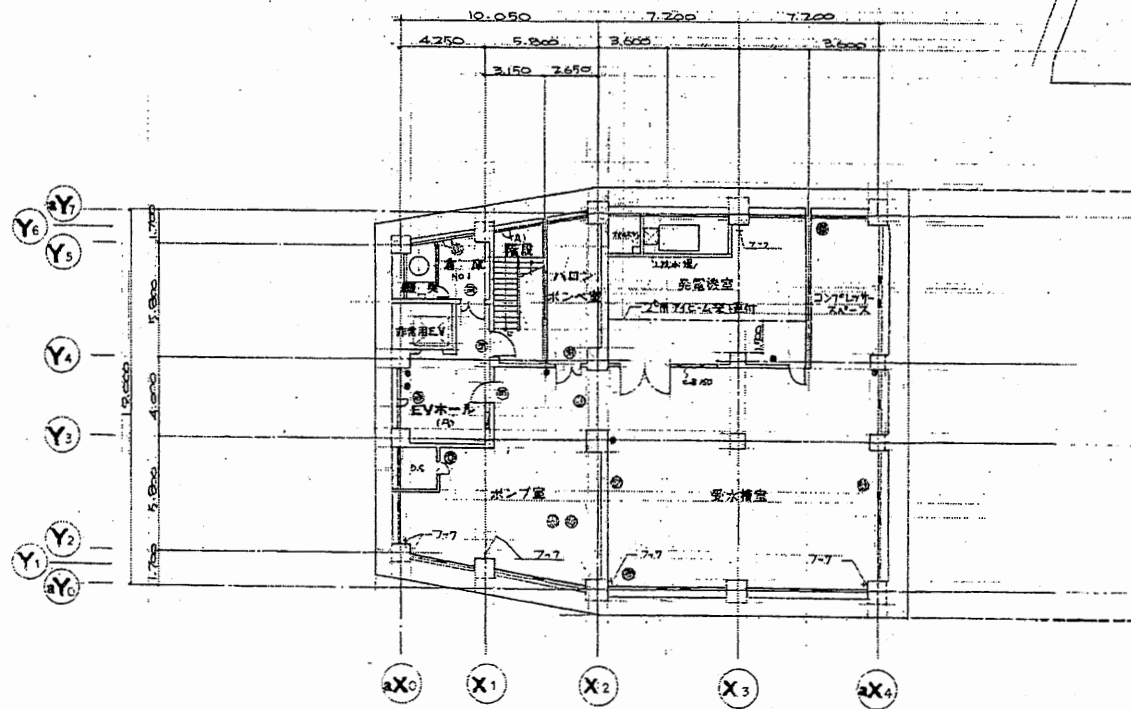 10.050 7.200 7.200
4.250 5.800 3.600 3.600
3.150 2.650
aY7
Y6
Y5
Y4
Y3
Y2
Y1
aY0
1.700
5.800
4.000
5.800
1.700
19.000
倉庫
NO1
(A)
階段
ハロン
ボンベ室
発電機室
コンプレッサー
スペース
非常用EV
EVホール
(A)
D.S
ポンプ室
受水槽室
フック
フック
フック
フック
フック
aX0 X1 X2 X3 aX4